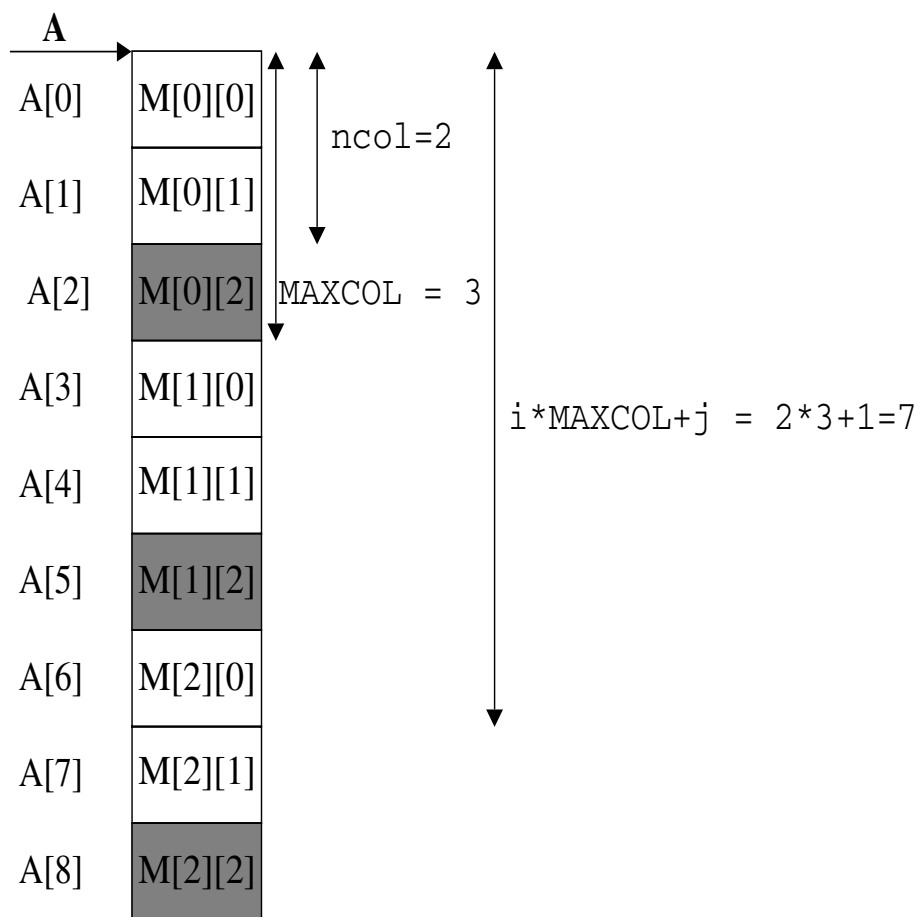 A
A[0] M[0][0]
ncol=2
A[1] M[0][1]
A[2] M[0][2] MAXCOL = 3
A[3] M[1][0]
i*MAXCOL+j = 2*3+1=7
A[4] M[1][1]
A[5] M[1][2]
A[6] M[2][0]
A[7] M[2][1]
A[8] M[2][2]